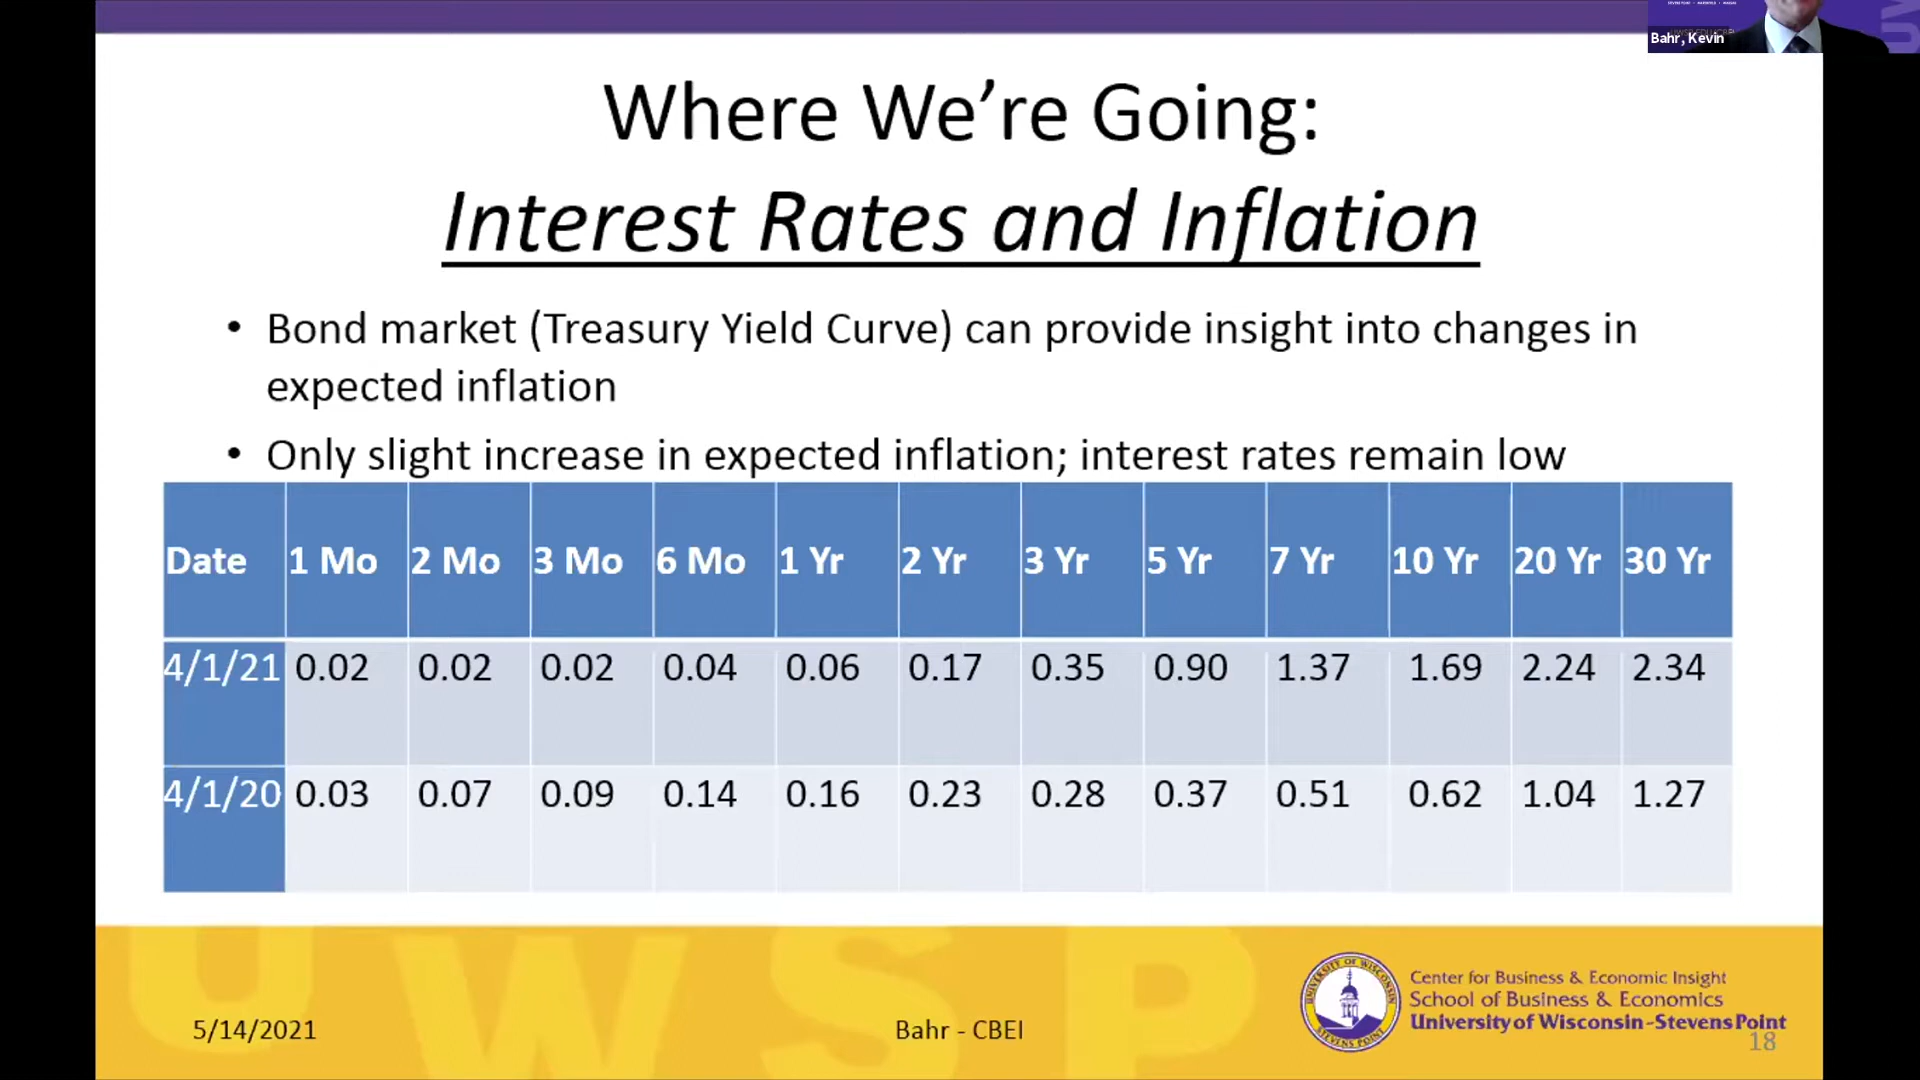 Bahr, Kevin
Where We’re Going:
Interest Rates and Inflation
• Bond market (Treasury Yield Curve) can provide insight into changes in
expected inflation
• Only slight increase in expected inflation; interest rates remain low
Date 1 Mo 2 Mo 3 Mo 6 Mo 1 Yr 2 Yr 3 Yr 5 Yr 7 Yr 10 Yr 20 Yr 30 Yr
4/1/21 0.02 0.02 0.02 0.04 0.06 0.17 0.35 0.90 1.37 1.69 2.24 2.34
4/1/20 0.03 0.07 0.09 0.14 0.16 0.23 0.28 0.37 0.51 0.62 1.04 1.27
UWSP
UNIVERSITY OF WISCONSIN
STEVENS POINT
Center for Business & Economic Insight
School of Business & Economics
University of Wisconsin-Stevens Point
5/14/2021
Bahr - CBEI
18